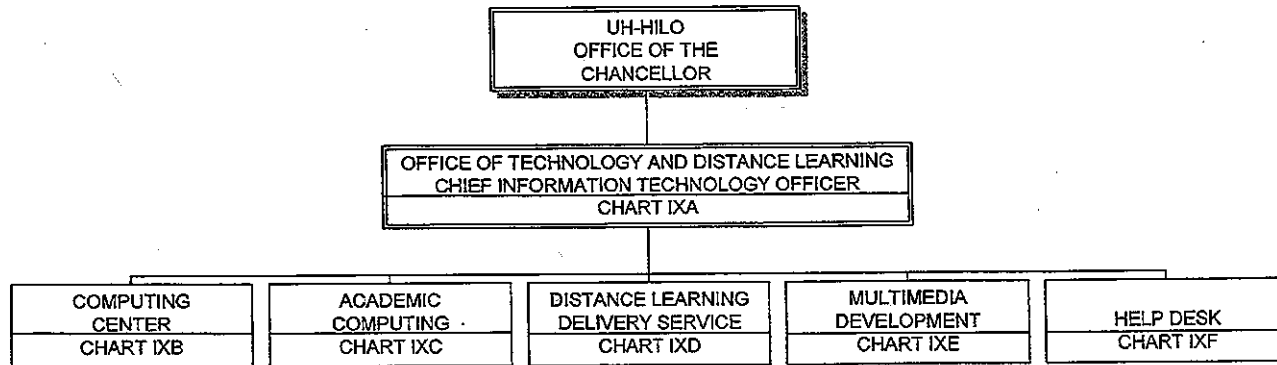 UH-HILO
OFFICE OF THE
CHANCELLOR
OFFICE OF TECHNOLOGY AND DISTANCE LEARNING
CHIEF INFORMATION TECHNOLOGY OFFICER
CHART IXA
COMPUTING
CENTER
CHART IXB
ACADEMIC
COMPUTING
CHART IXC
DISTANCE LEARNING
DELIVERY SERVICE
CHART IXD
MULTIMEDIA
DEVELOPMENT
CHART IXE
HELP DESK
CHART IXF